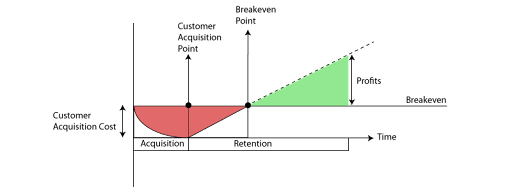 Breakeven
Point
Customer
Acquisition
Point
Profits
Breakeven
Customer
Acquisition Cost
Time
Acquisition
Retention